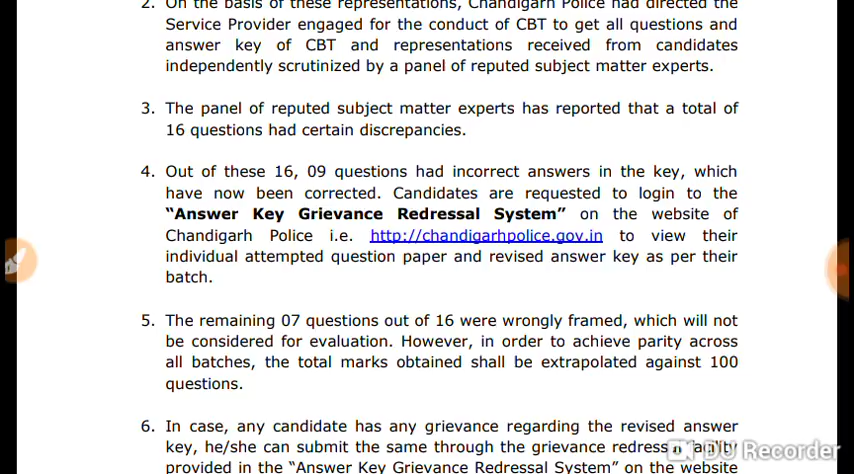 2. On the basis of these representations, Chandigarh Police had directed the
Service Provider engaged for the conduct of CBT to get all questions and
answer key of CBT and representations received from candidates
independently scrutinized by a panel of reputed subject matter experts.
3. The panel of reputed subject matter experts has reported that a total of
16 questions had certain discrepancies.
4. Out of these 16, 09 questions had incorrect answers in the key, which
have now been corrected. Candidates are requested to login to the
“Answer Key Grievance Redressal System” on the website of
Chandigarh Police i.e. http://chandigarhpolice.gov.in to view their
individual attempted question paper and revised answer key as per their
batch.
5. The remaining 07 questions out of 16 were wrongly framed, which will not
be considered for evaluation. However, in order to achieve parity across
all batches, the total marks obtained shall be extrapolated against 100
questions.
6. In case, any candidate has any grievance regarding the revised answer
key, he/she can submit the same through the grievance redressal facility
provided in the “Answer Key Grievance Redressal System” on the website
DU Recorder